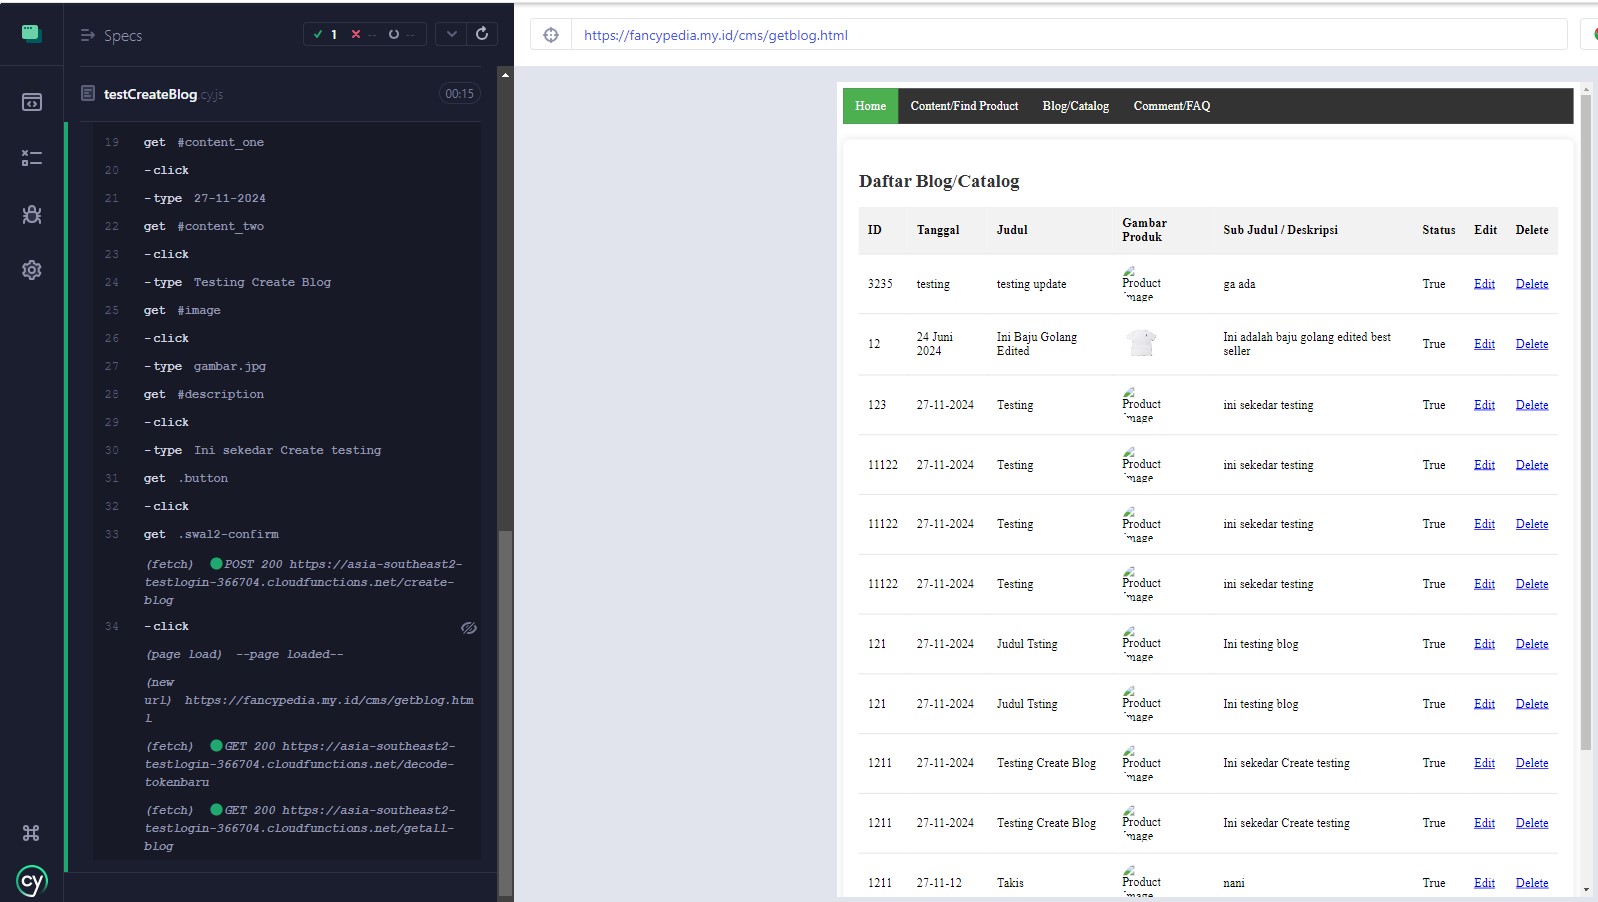 Specs
1 -- --
https://fancypedia.my.id/cms/getblog.html
testCreateBlog cy.js
00:15
19 get #content_one
20 -click
21 -type 27-11-2024
22 get #content_two
23 -click
24 -type Testing Create Blog
25 get #image
26 -click
27 -type gambar.jpg
28 get #description
29 -click
30 -type Ini sekedar Create testing
31 get .button
32 -click
33 get .swal2-confirm
(fetch) POST 200 https://asia-southeast2-
testlogin-366704.cloudfunctions.net/create-
blog
34 -click
(page load) --page loaded--
(new
url) https://fancypedia.my.id/cms/getblog.htm
l
(fetch) GET 200 https://asia-southeast2-
testlogin-366704.cloudfunctions.net/decode-
tokenbaru
(fetch) GET 200 https://asia-southeast2-
testlogin-366704.cloudfunctions.net/getall-
blog
cy
Home Content/Find Product Blog/Catalog Comment/FAQ
Daftar Blog/Catalog
ID Tanggal Judul Gambar Produk Sub Judul / Deskripsi Status Edit Delete
3235 testing testing update Product Image ga ada True Edit Delete
12 24 Juni 2024 Ini Baju Golang Edited Ini adalah baju golang edited best seller True Edit Delete
123 27-11-2024 Testing Product Image ini sekedar testing True Edit Delete
11122 27-11-2024 Testing Product Image ini sekedar testing True Edit Delete
11122 27-11-2024 Testing Product Image ini sekedar testing True Edit Delete
11122 27-11-2024 Testing Product Image ini sekedar testing True Edit Delete
121 27-11-2024 Judul Tsting Product Image Ini testing blog True Edit Delete
121 27-11-2024 Judul Tsting Product Image Ini testing blog True Edit Delete
1211 27-11-2024 Testing Create Blog Product Image Ini sekedar Create testing True Edit Delete
1211 27-11-2024 Testing Create Blog Product Image Ini sekedar Create testing True Edit Delete
1211 27-11-12 Takis Product Image nani True Edit Delete